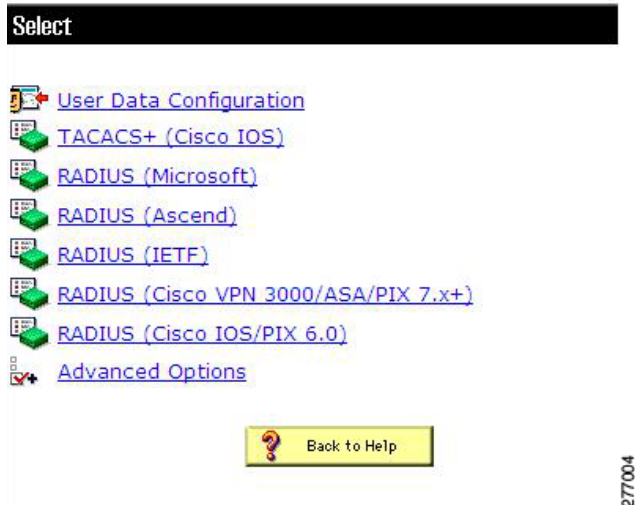 Select
User Data Configuration
TACACS+ (Cisco IOS)
RADIUS (Microsoft)
RADIUS (Ascend)
RADIUS (IETF)
RADIUS (Cisco VPN 3000/ASA/PIX 7.x+)
RADIUS (Cisco IOS/PIX 6.0)
Advanced Options
? Back to Help
277004